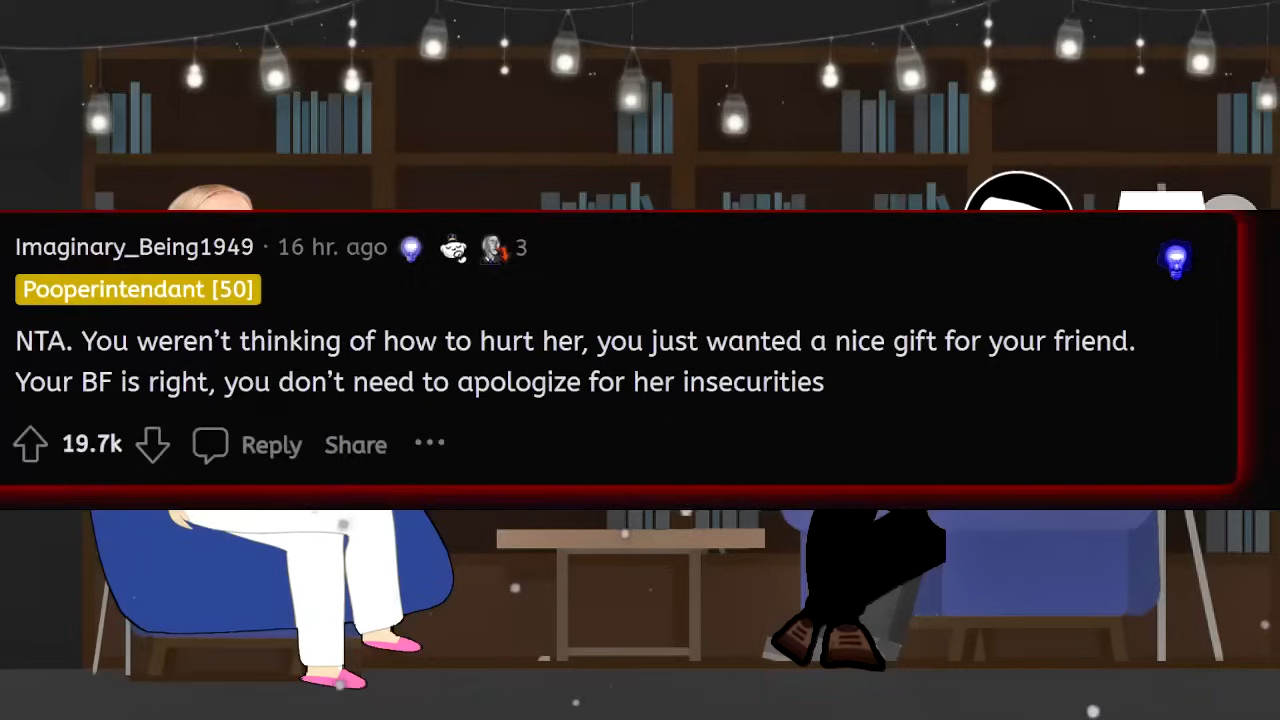 Imaginary_Being1949 · 16 hr. ago 3
Pooperintendant [50]
NTA. You weren’t thinking of how to hurt her, you just wanted a nice gift for your friend.
Your BF is right, you don’t need to apologize for her insecurities
19.7k Reply Share •••